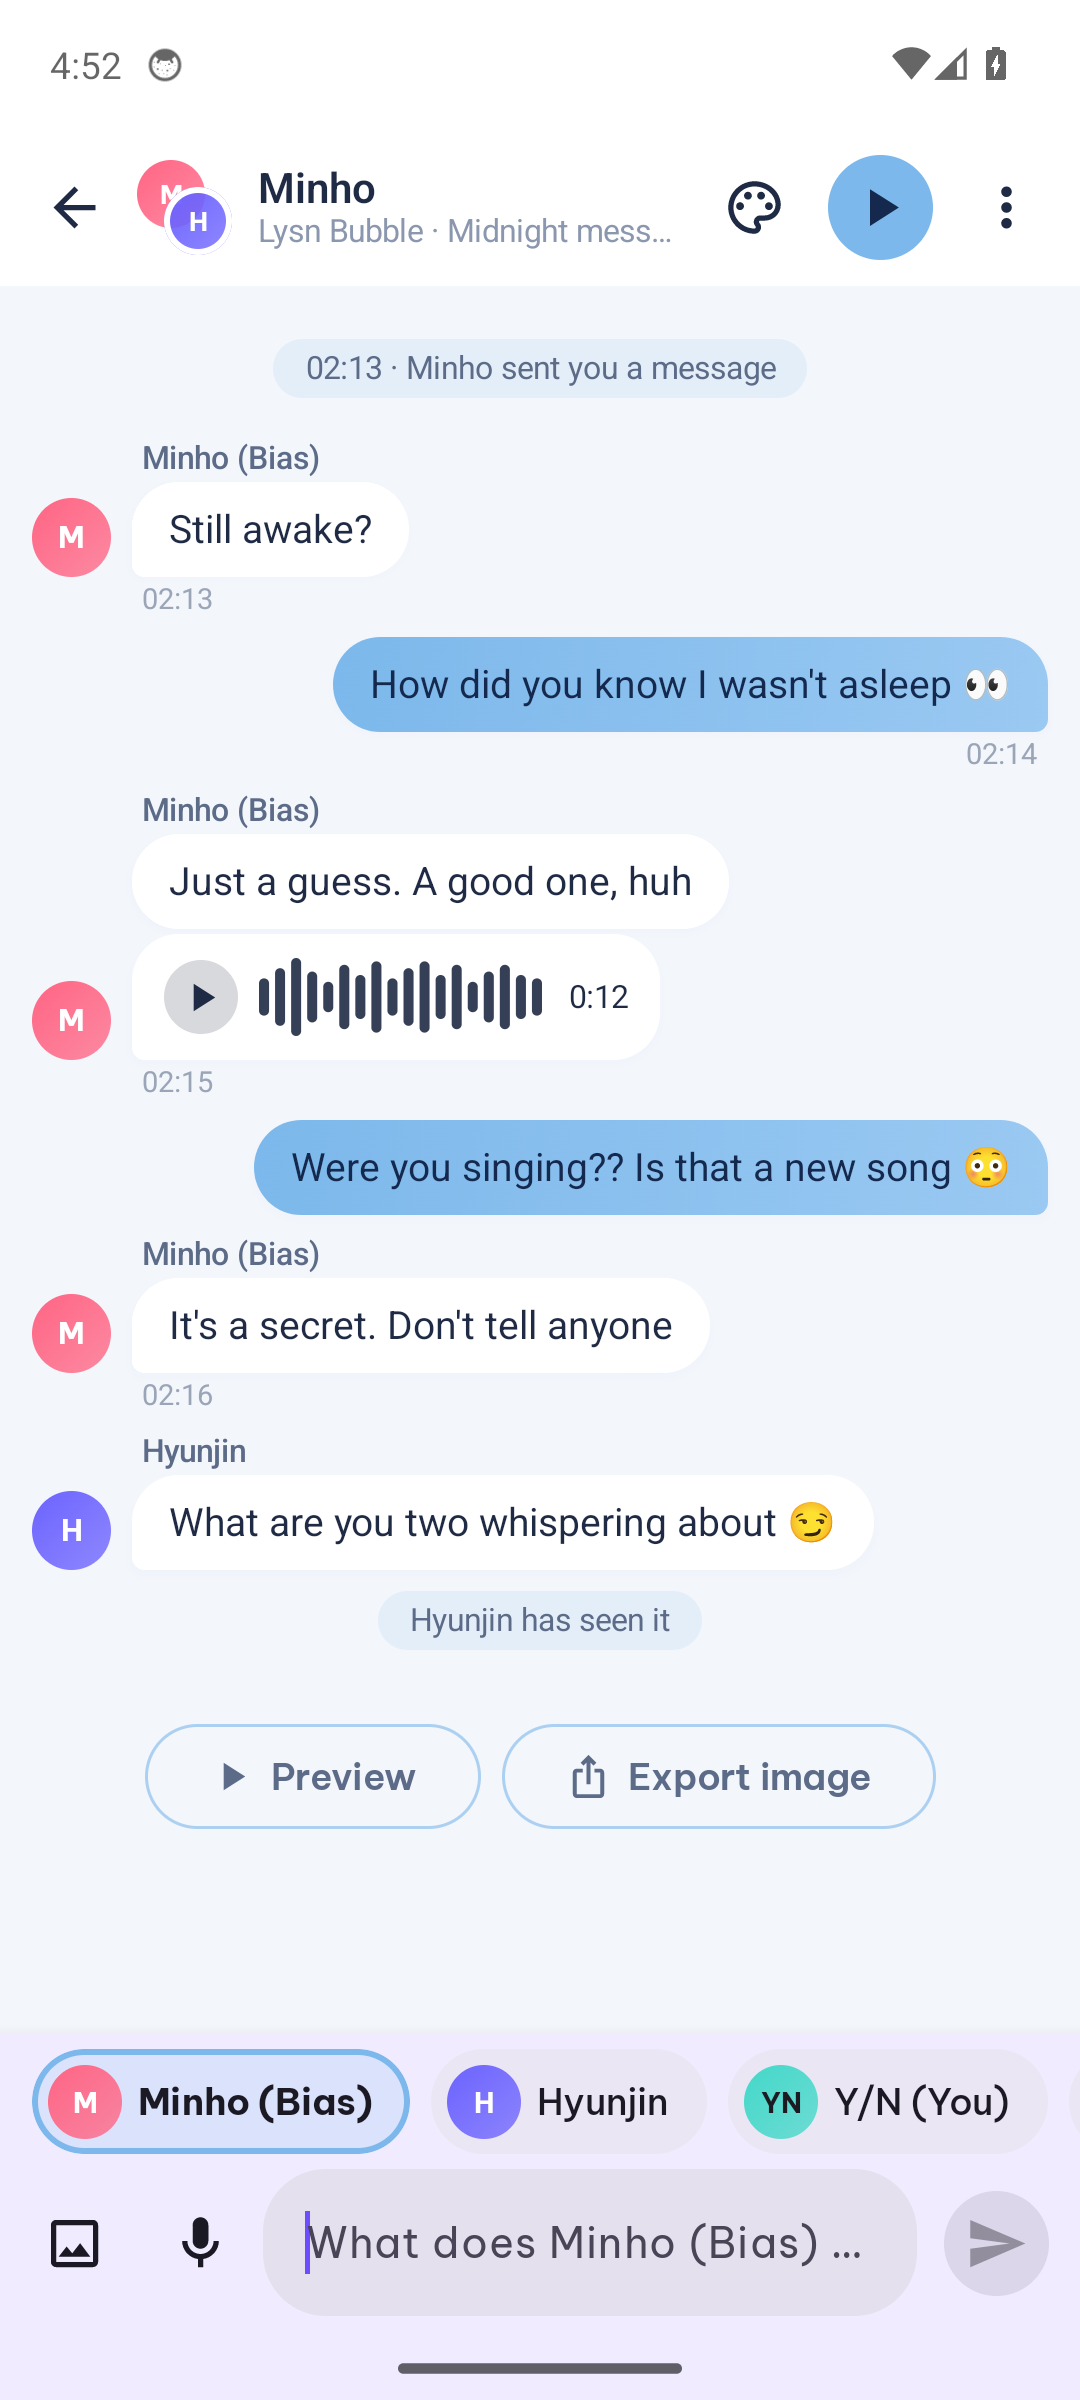 4:52
M
H
Minho
Lysn Bubble · Midnight mess...
02:13 · Minho sent you a message
Minho (Bias)
M
Still awake?
02:13
How did you know I wasn't asleep 👀
02:14
Minho (Bias)
Just a guess. A good one, huh
M
0:12
02:15
Were you singing?? Is that a new song 😳
Minho (Bias)
M
It's a secret. Don't tell anyone
02:16
Hyunjin
H
What are you two whispering about 😏
Hyunjin has seen it
Preview
Export image
M
Minho (Bias)
H
Hyunjin
YN
Y/N (You)
What does Minho (Bias) ...